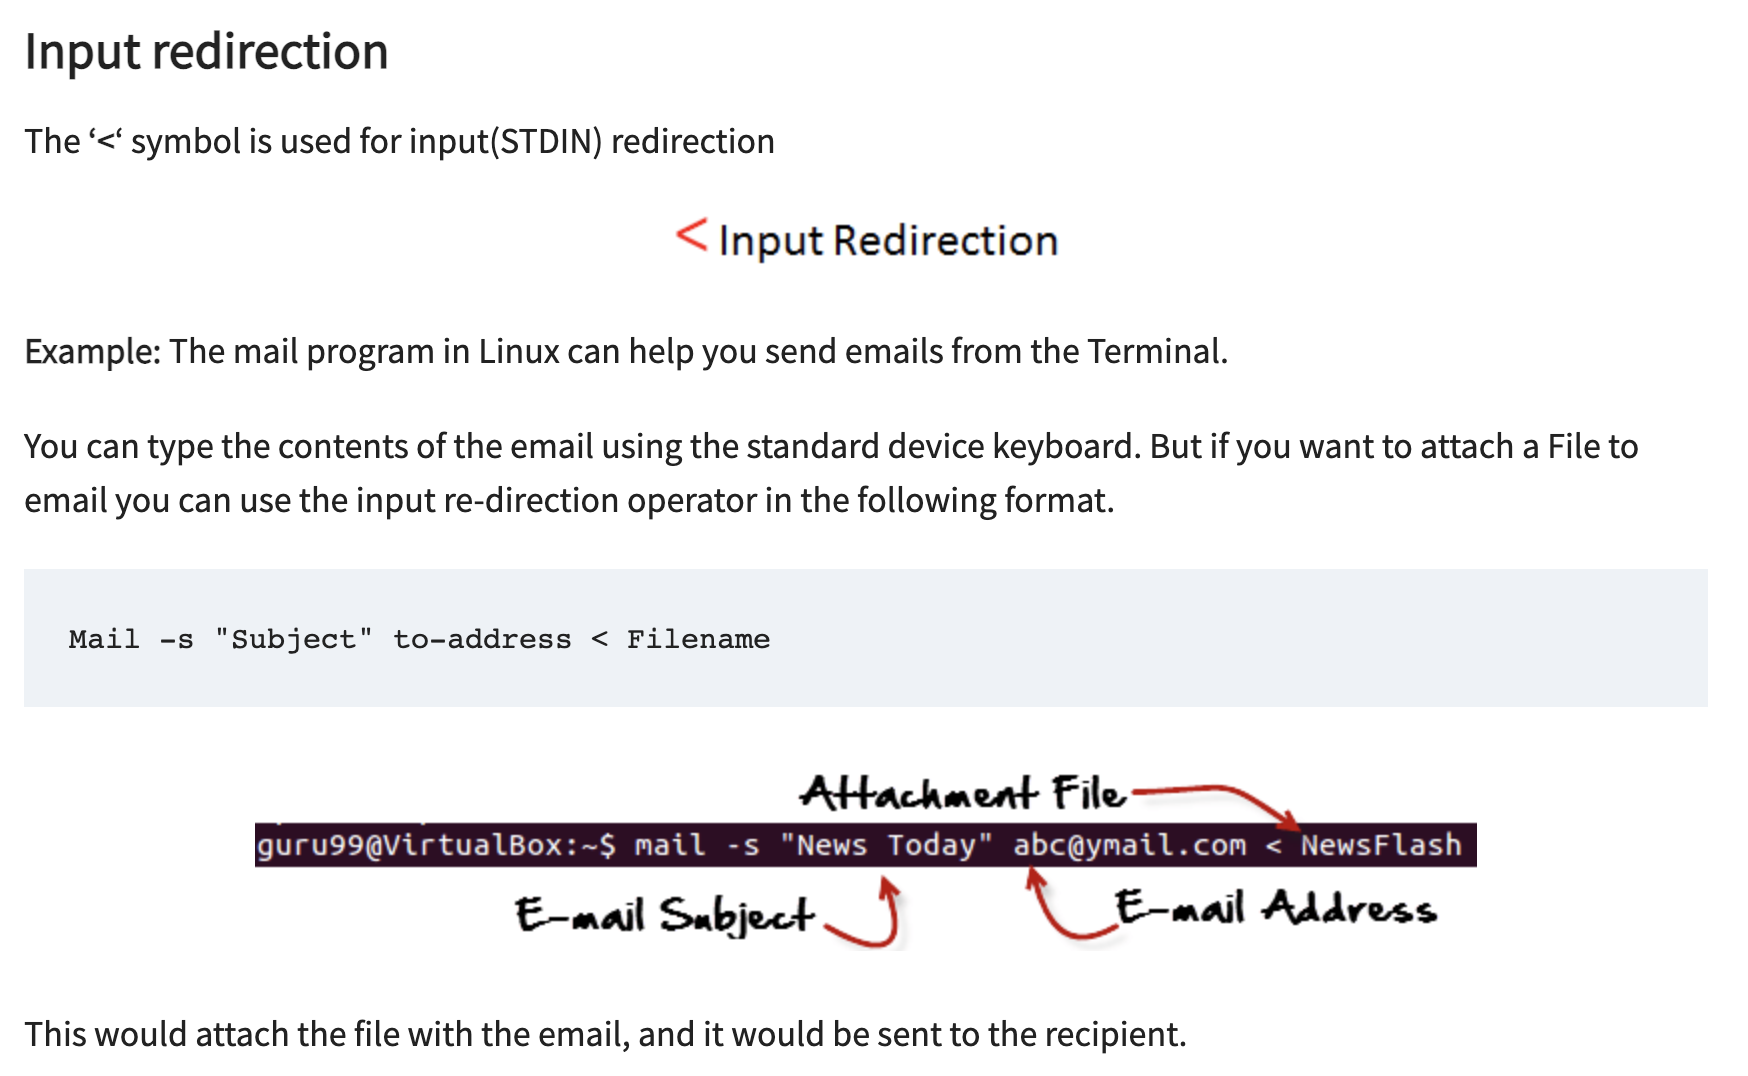 Input redirection
The ‘<‘ symbol is used for input(STDIN) redirection
< Input Redirection
Example: The mail program in Linux can help you send emails from the Terminal.
You can type the contents of the email using the standard device keyboard. But if you want to attach a File to
email you can use the input re-direction operator in the following format.
Mail -s "Subject" to-address < Filename
Attachment File
guru99@VirtualBox:~$ mail -s "News Today" abc@ymail.com < NewsFlash
E-mail Subject
E-mail Address
This would attach the file with the email, and it would be sent to the recipient.